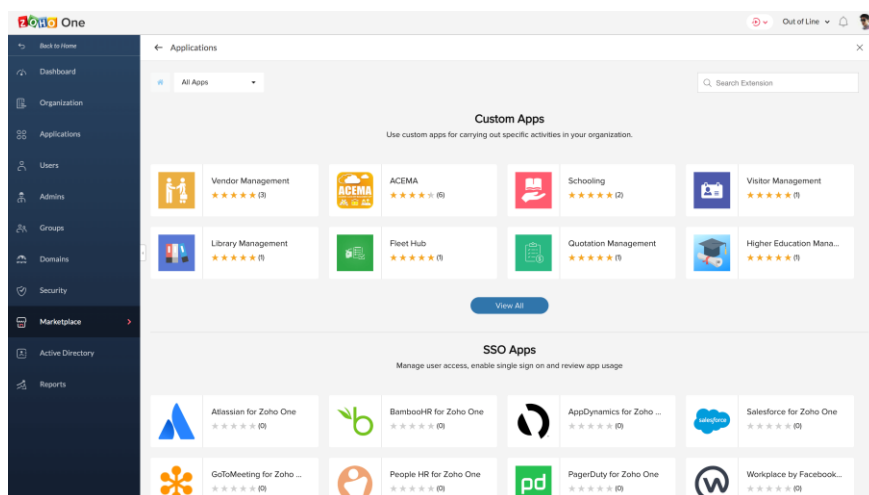 ZOHO One
Out of Line
Back to Home
Applications
Dashboard
Organization
Applications
Users
Admins
Groups
Domains
Security
Marketplace
Active Directory
Reports
All Apps
Search Extension
Custom Apps
Use custom apps for carrying out specific activities in your organization.
Vendor Management
(3)
ACEMA
ACEMA
(6)
Schooling
(2)
Visitor Management
(1)
Library Management
(1)
Fleet Hub
(1)
Quotation Management
(1)
Higher Education Mana...
(1)
View All
SSO Apps
Manage user access, enable single sign on and review app usage
Atlassian for Zoho One
(0)
BambooHR for Zoho One
(0)
AppDynamics for Zoho ...
(0)
salesforce
Salesforce for Zoho One
(0)
GoToMeeting for Zoho ...
(0)
People HR for Zoho One
(0)
pd
PagerDuty for Zoho One
(0)
Workplace by Facebook...
(0)